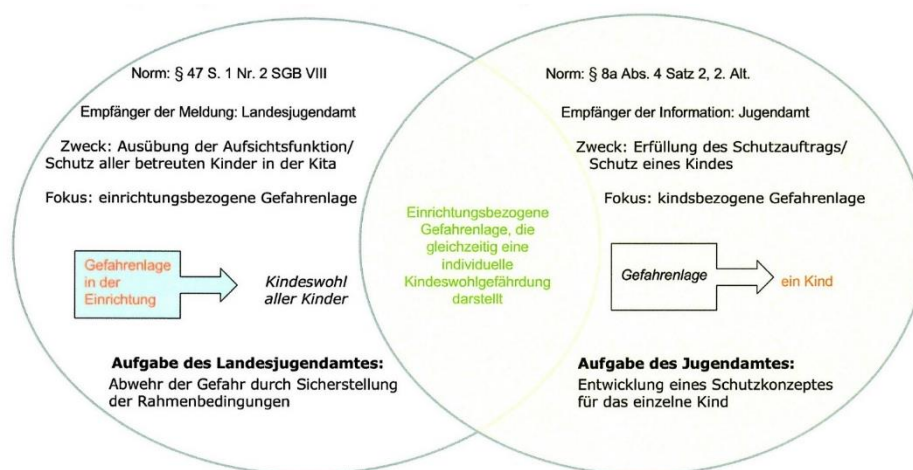 Norm: § 47 S. 1 Nr. 2 SGB VIII
Empfänger der Meldung: Landesjugendamt
Zweck: Ausübung der Aufsichtsfunktion/
Schutz aller betreuten Kinder in der Kita
Fokus: einrichtungsbezogene Gefahrenlage
Gefahrenlage
in der
Einrichtung
Kindeswohl
aller Kinder
Aufgabe des Landesjugendamtes:
Abwehr der Gefahr durch Sicherstellung
der Rahmenbedingungen
Einrichtungsbezogene
Gefahrenlage, die
gleichzeitig eine
individuelle
Kindeswohlgefährdung
darstellt
Norm: § 8a Abs. 4 Satz 2, 2. Alt.
Empfänger der Information: Jugendamt
Zweck: Erfüllung des Schutzauftrags/
Schutz eines Kindes
Fokus: kindsbezogene Gefahrenlage
Gefahrenlage
ein Kind
Aufgabe des Jugendamtes:
Entwicklung eines Schutzkonzeptes
für das einzelne Kind